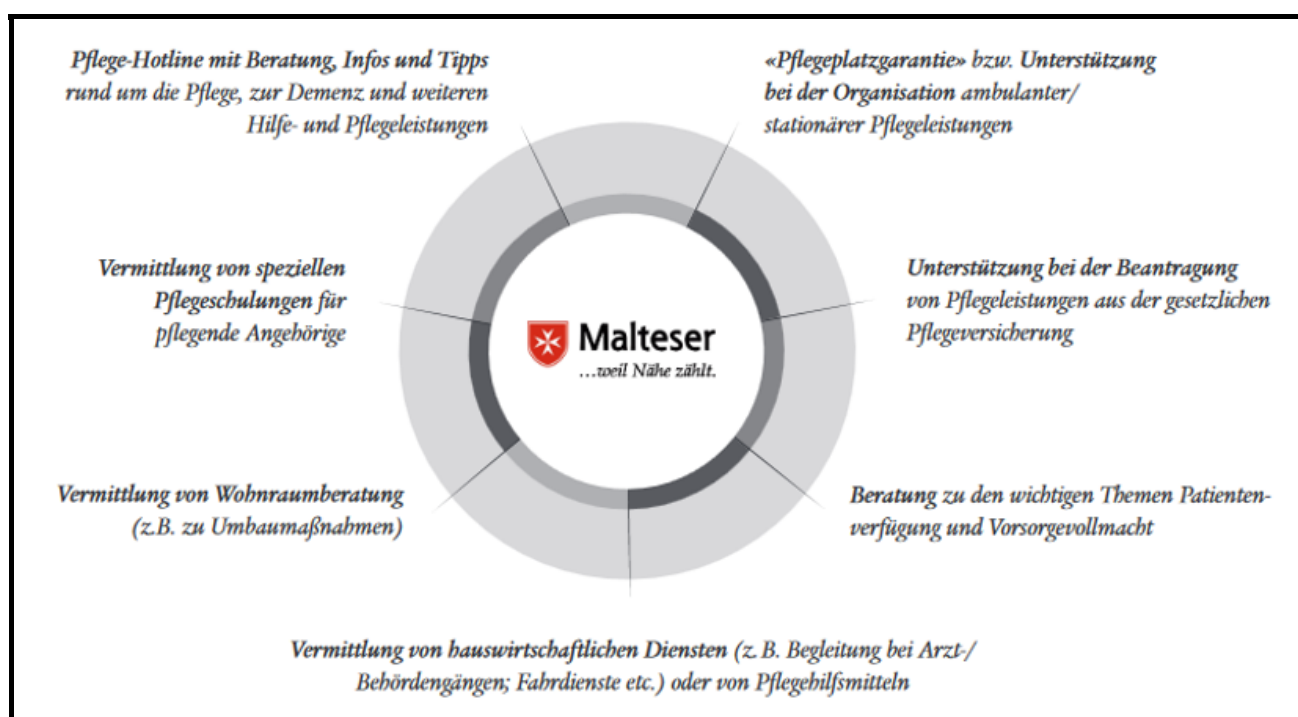 Pflege-Hotline mit Beratung, Infos und Tipps
rund um die Pflege, zur Demenz und weiteren
Hilfe- und Pflegeleistungen
«Pflegeplatzgarantie» bzw. Unterstützung
bei der Organisation ambulanter/
stationärer Pflegeleistungen
Vermittlung von speziellen
Pflegeschulungen für
pflegende Angehörige
Malteser
...weil Nähe zählt.
Unterstützung bei der Beantragung
von Pflegeleistungen aus der gesetzlichen
Pflegeversicherung
Vermittlung von Wohnraumberatung
(z.B. zu Umbaumaßnahmen)
Beratung zu den wichtigen Themen Patienten-
verfügung und Vorsorgevollmacht
Vermittlung von hauswirtschaftlichen Diensten (z. B. Begleitung bei Arzt-/
Behördengängen; Fahrdienste etc.) oder von Pflegehilfsmitteln